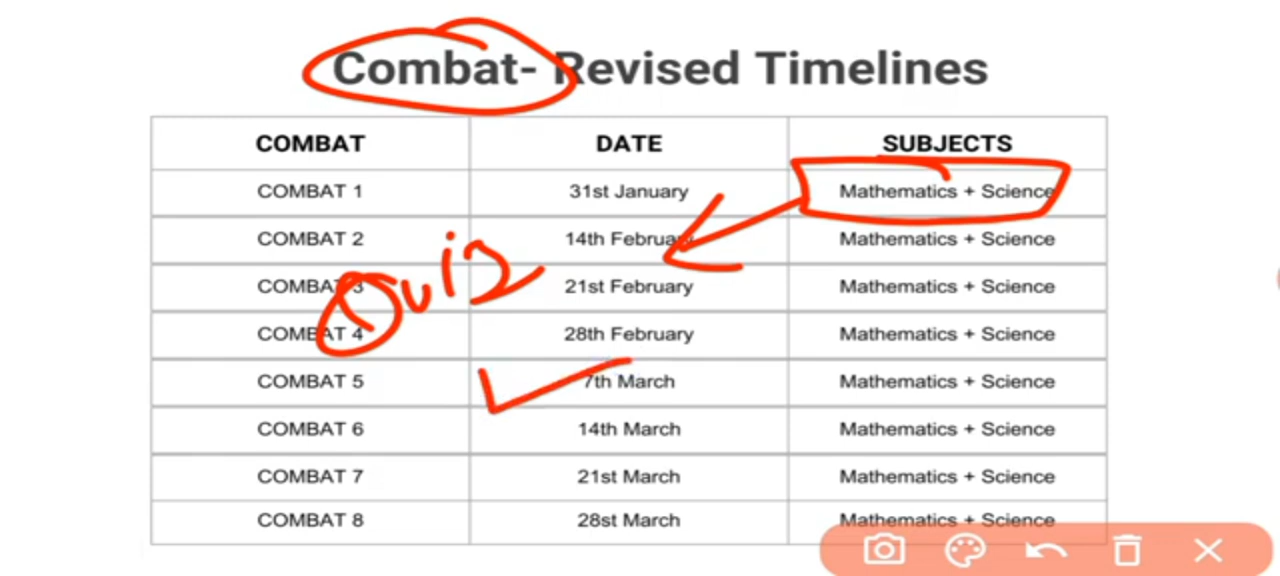 Combat- Revised Timelines
COMBAT DATE SUBJECTS
COMBAT 1 31st January Mathematics + Science
COMBAT 2 14th February Mathematics + Science
COMBAT 3 21st February Mathematics + Science
COMBAT 4 28th February Mathematics + Science
Quiz
COMBAT 5 7th March Mathematics + Science
COMBAT 6 14th March Mathematics + Science
COMBAT 7 21st March Mathematics + Science
COMBAT 8 28st March Mathematics + Science